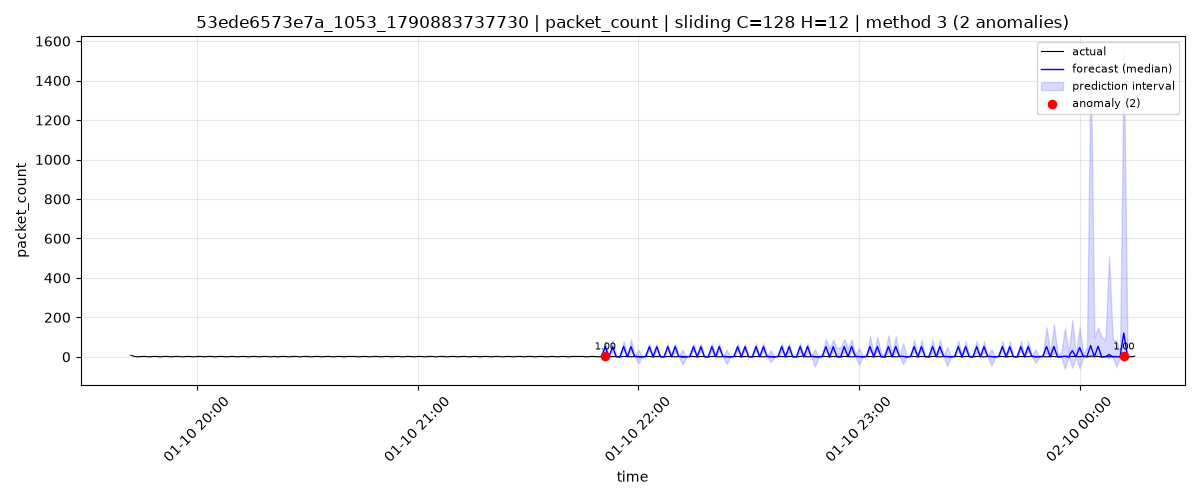 53ede6573e7a_1053_1790883737730 | packet_count | sliding C=128 H=12 | method 3 (2 anomalies)
actual
forecast (median)
prediction interval
anomaly (2)
1600
1400
1200
1000
800
600
400
200
0
packet_count
1.00
1.00
01-10 20:00
01-10 21:00
01-10 22:00
01-10 23:00
02-10 00:00
time